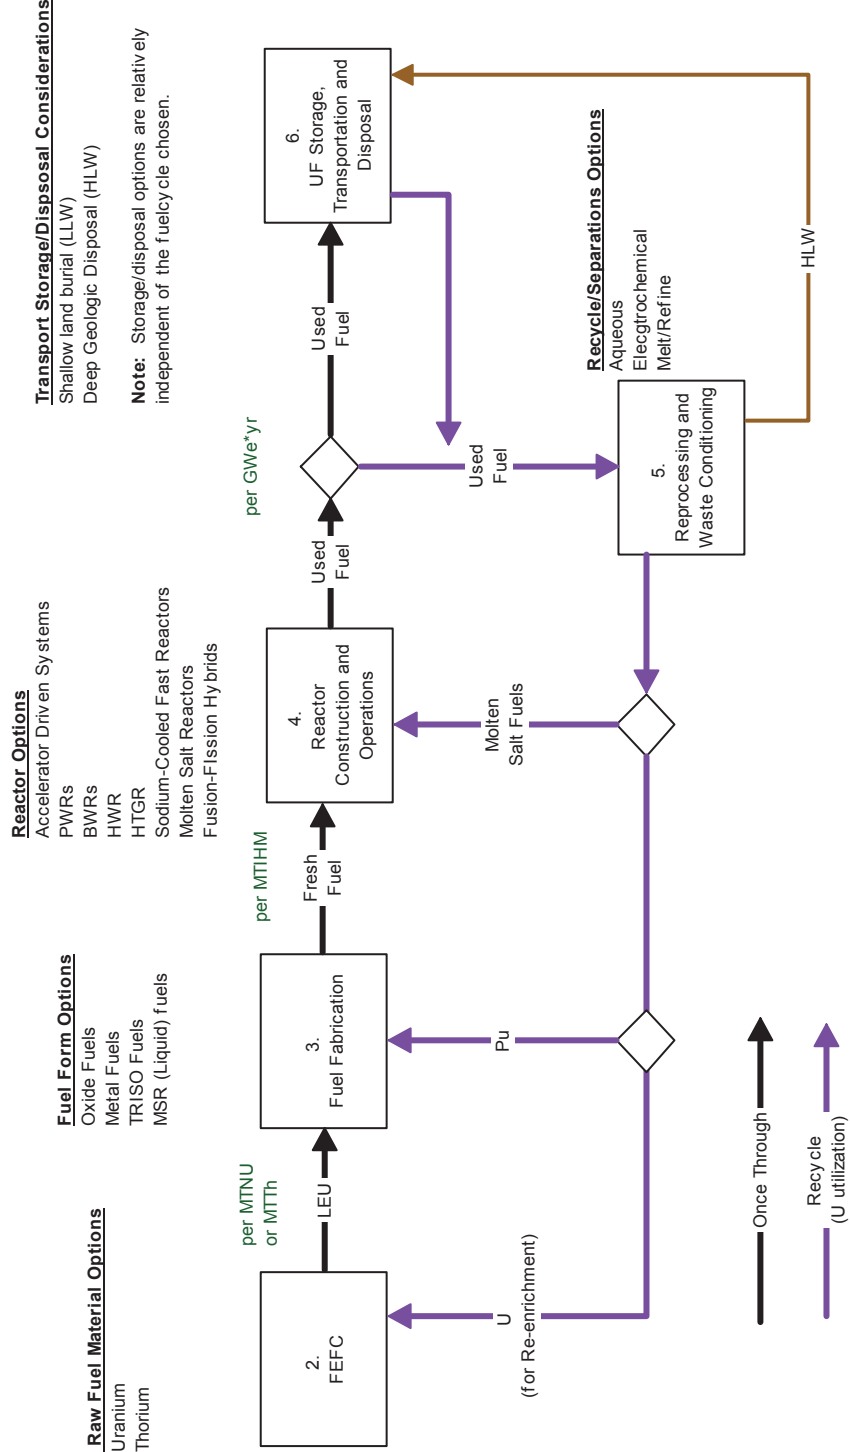 Raw Fuel Material Options
Uranium
Thorium
Fuel Form Options
Oxide Fuels
Metal Fuels
TRISO Fuels
MSR (Liquid) fuels
Reactor Options
Accelerator Driven Systems
PWRs
BWRs
HWR
HTGR
Sodium-Cooled Fast Reactors
Molten Salt Reactors
Fusion-FIssion Hybrids
Transport Storage/Dispsosal Considerations
Shallow land burial (LLW)
Deep Geologic Disposal (HLW)
Note: Storage/disposal options are relatively
independent of the fuelcycle chosen.
per MTNU
or MTTh
per MTIHM
per GWe*yr
2.
FEFC
LEU
3.
Fuel Fabrication
Fresh
Fuel
4.
Reactor
Construction and
Operations
Used
Fuel
Used
Fuel
6.
UF Storage,
Transportation and
Disposal
U
(for Re-enrichment)
Pu
Molten
Salt Fuels
Used
Fuel
5.
Reprocessing and
Waste Conditioning
Recycle/Separations Options
Aqueous
Elecgtrochemical
Melt/Refine
HLW
Once Through
Recycle
(U utilization)